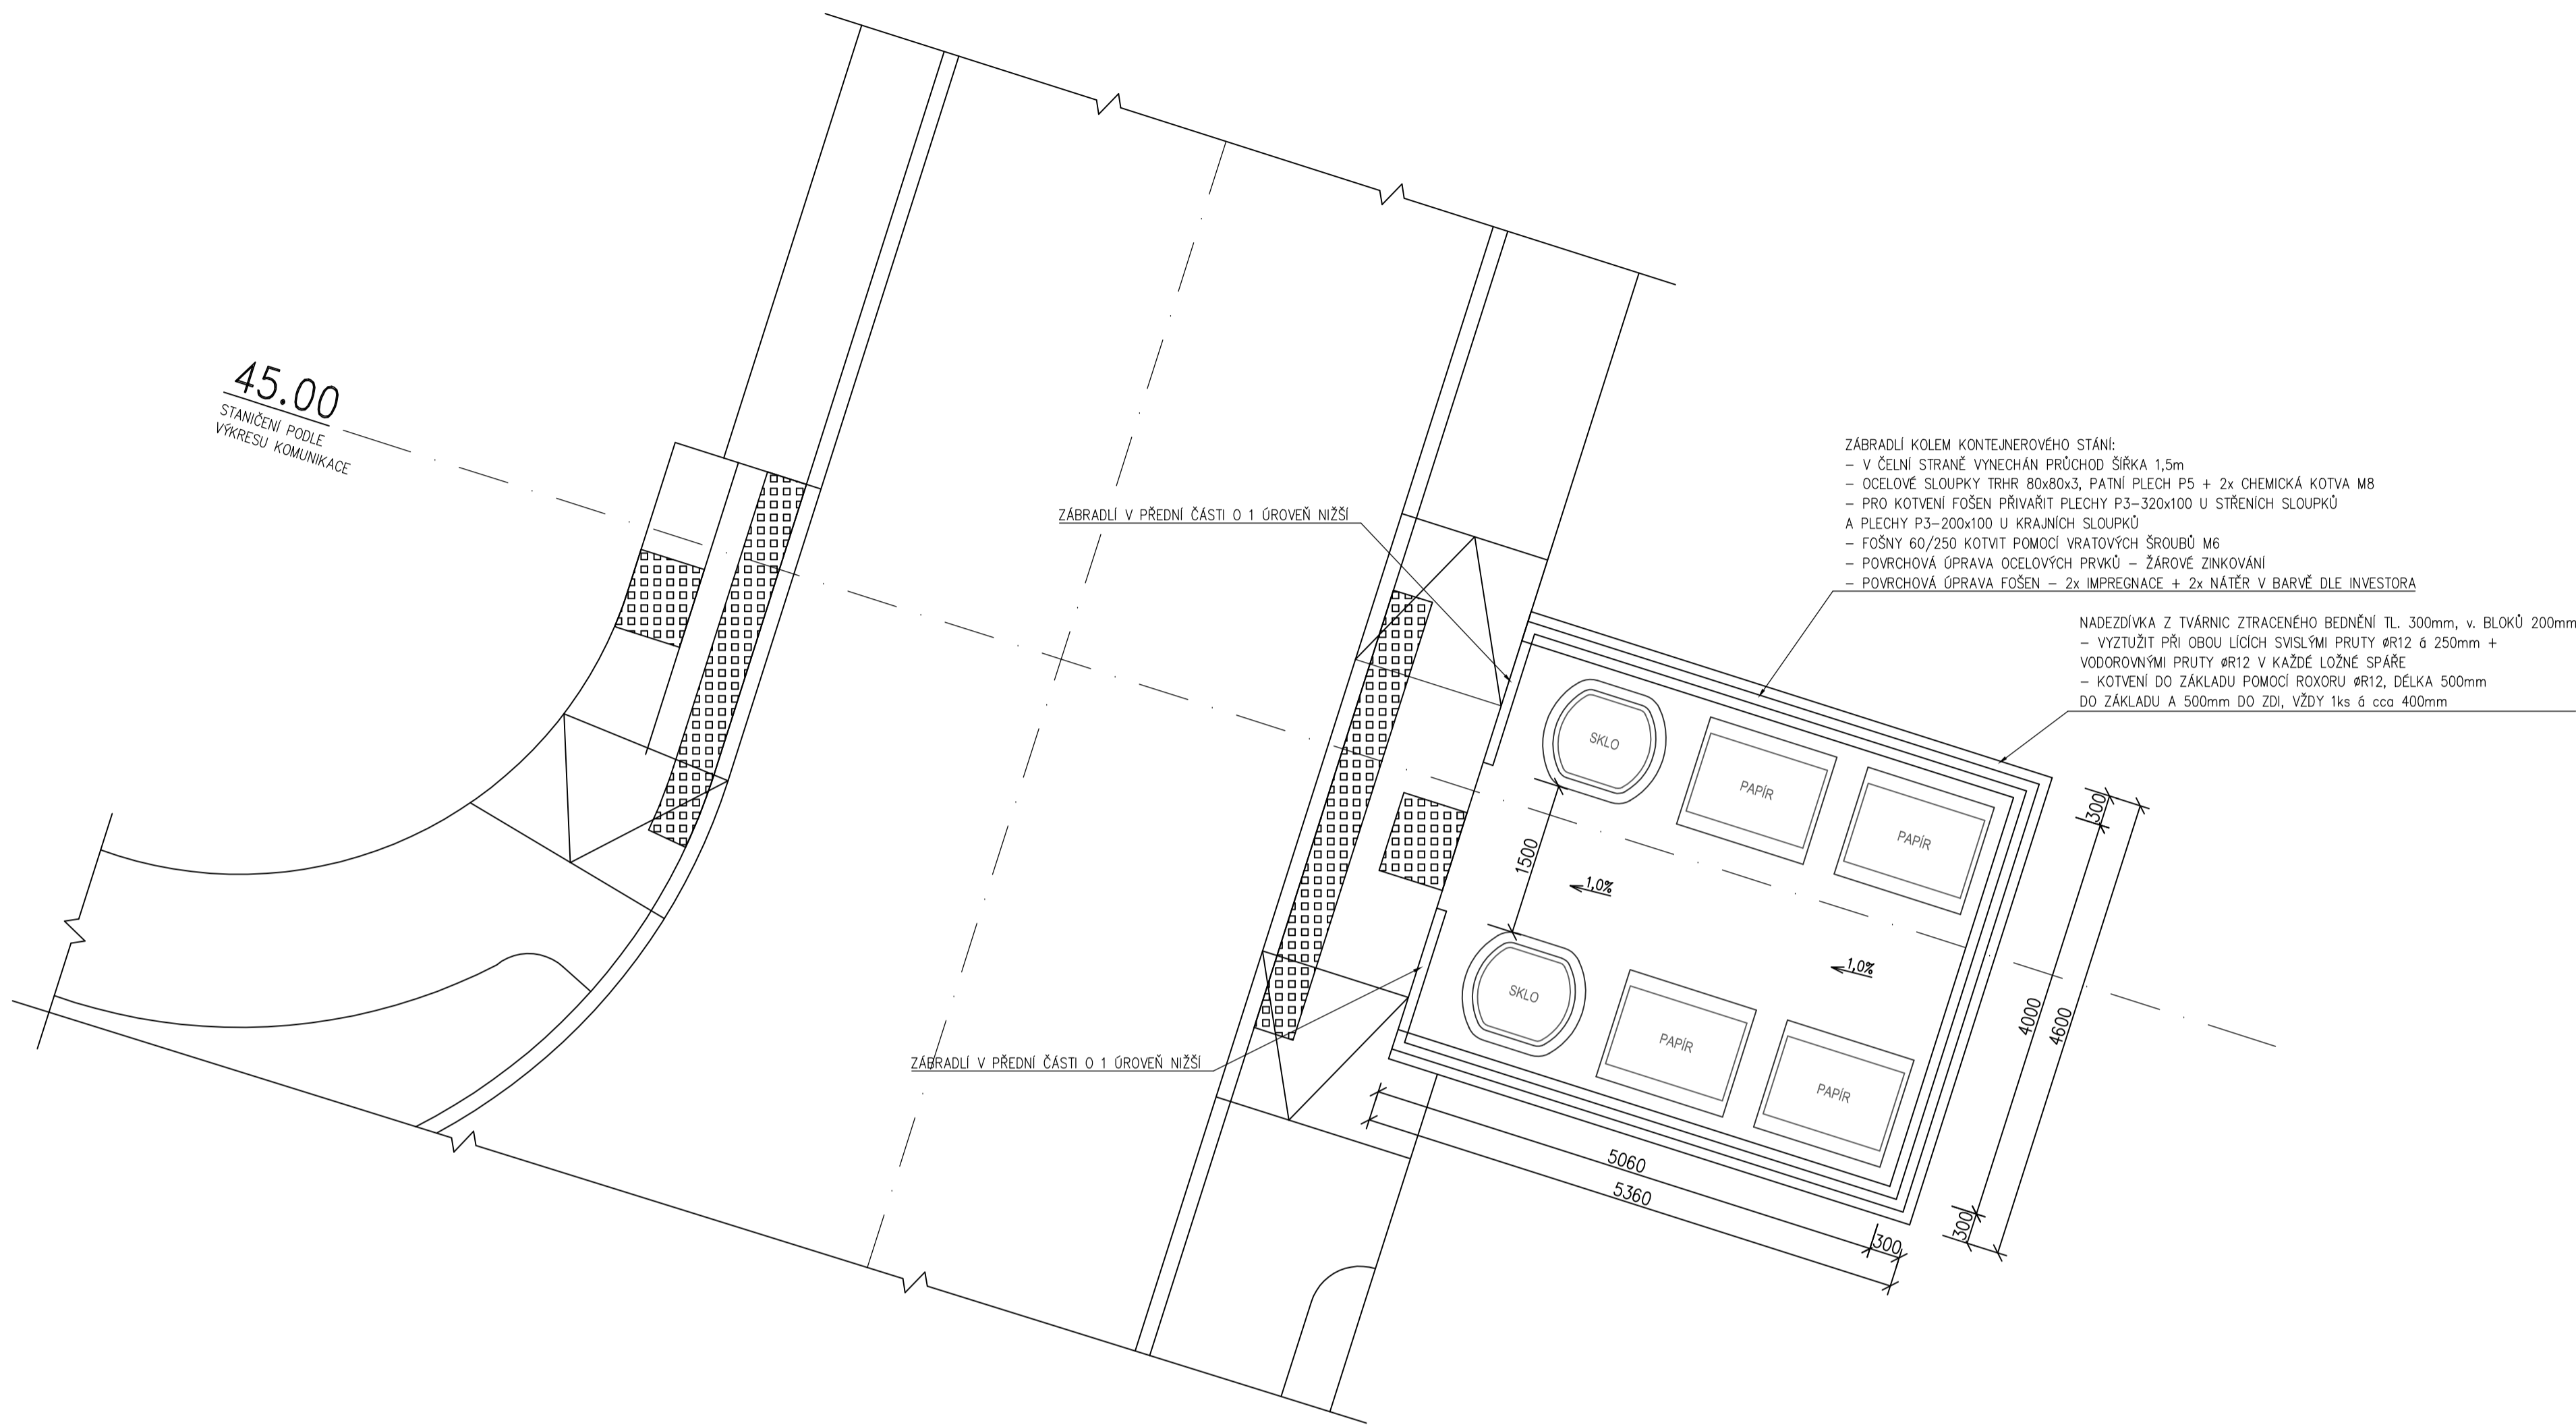 45.00
STANIČENÍ PODLE
VÝKRESU KOMUNIKACE
ZÁBRADLÍ V PŘEDNÍ ČÁSTI O 1 ÚROVEŇ NIŽŠÍ
ZÁBRADLÍ KOLEM KONTEJNEROVÉHO STÁNÍ:
– V ČELNÍ STRANĚ VYNECHÁN PRŮCHOD ŠÍŘKA 1,5m
– OCELOVÉ SLOUPKY TRHR 80x80x3, PATNÍ PLECH P5 + 2x CHEMICKÁ KOTVA M8
– PRO KOTVENÍ FOŠEN PŘIVAŘIT PLECHY P3–320x100 U STŘENÍCH SLOUPKŮ
A PLECHY P3–200x100 U KRAJNÍCH SLOUPKŮ
– FOŠNY 60/250 KOTVIT POMOCÍ VRATOVÝCH ŠROUBŮ M6
– POVRCHOVÁ ÚPRAVA OCELOVÝCH PRVKŮ – ŽÁROVÉ ZINKOVÁNÍ
– POVRCHOVÁ ÚPRAVA FOŠEN – 2x IMPREGNACE + 2x NÁTĚR V BARVĚ DLE INVESTORA
NADEZDÍVKA Z TVÁRNIC ZTRACENÉHO BEDNĚNÍ TL. 300mm, v. BLOKŮ 200mm
– VYZTUŽIT PŘI OBOU LÍCÍCH SVISLÝMI PRUTY øR12 á 250mm +
VODOROVNÝMI PRUTY øR12 V KAŽDÉ LOŽNÉ SPÁŘE
– KOTVENÍ DO ZÁKLADU POMOCÍ ROXORU øR12, DÉLKA 500mm
DO ZÁKLADU A 500mm DO ZDI, VŽDY 1ks á cca 400mm
SKLO
PAPÍR
PAPÍR
300
1500
1,0%
1,0%
SKLO
PAPÍR
PAPÍR
4000
4600
ZÁBRADLÍ V PŘEDNÍ ČÁSTI O 1 ÚROVEŇ NIŽŠÍ
5060
5360
300
300